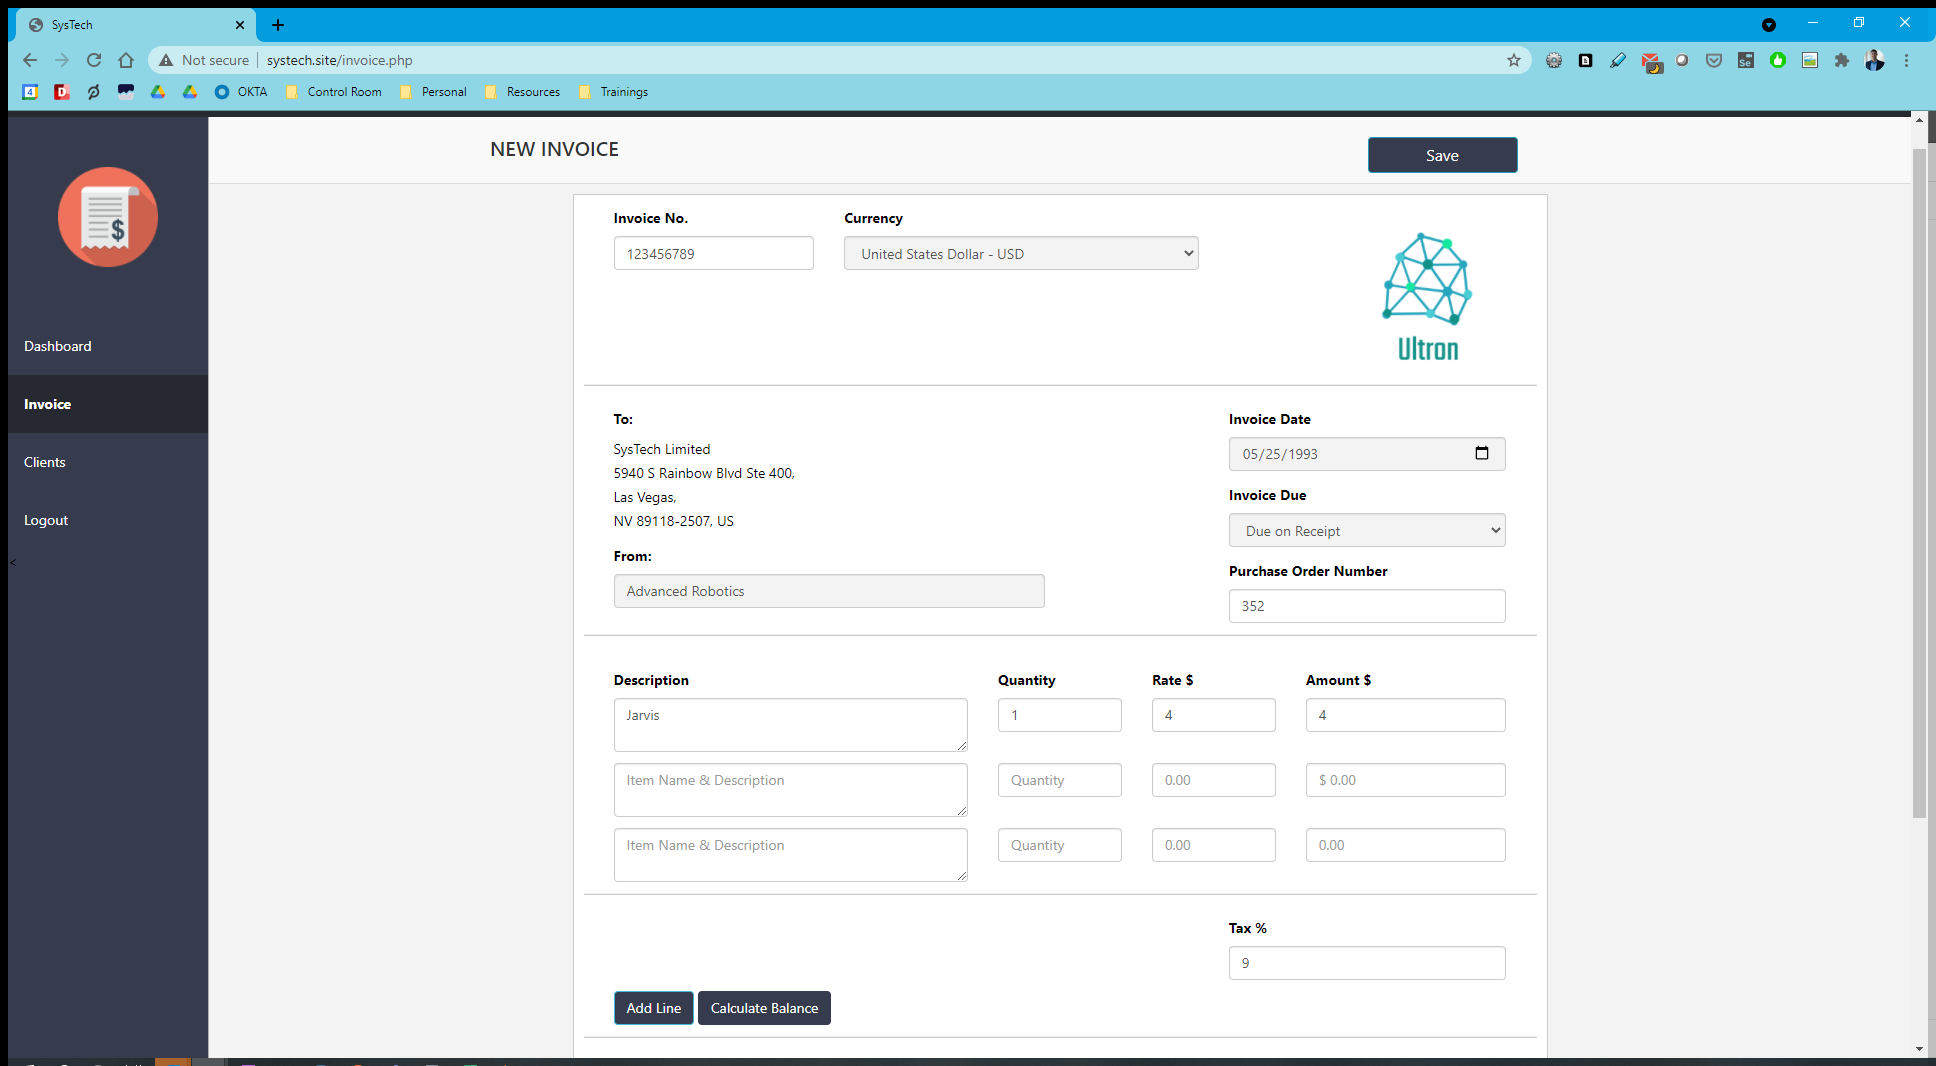 SysTech
Not secure systech.site/invoice.php
OKTA Control Room Personal Resources Trainings
NEW INVOICE
Save
$
Dashboard
Invoice
Clients
Logout
<
Invoice No.
Currency
123456789
United States Dollar - USD
Ultron
To:
SysTech Limited
5940 S Rainbow Blvd Ste 400,
Las Vegas,
NV 89118-2507, US
From:
Advanced Robotics
Invoice Date
05/25/1993
Invoice Due
Due on Receipt
Purchase Order Number
352
Description Quantity Rate $ Amount $
Jarvis 1 4 4
Item Name & Description Quantity 0.00 $ 0.00
Item Name & Description Quantity 0.00 0.00
Tax %
9
Add Line Calculate Balance